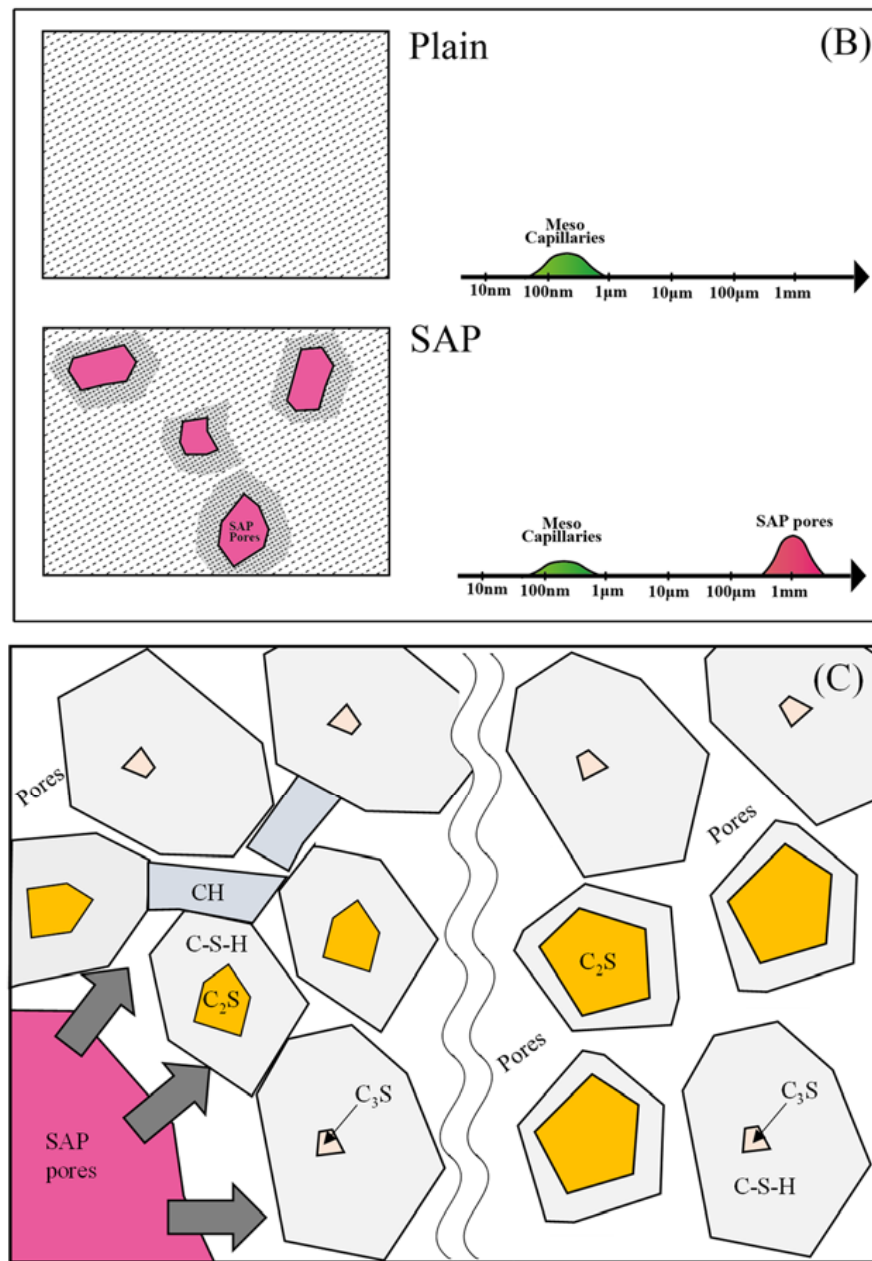 Plain
(B)
Meso
Capillaries
10nm 100nm 1μm 10μm 100μm 1mm
SAP
SAP
Pores
Meso
Capillaries
SAP pores
10nm 100nm 1μm 10μm 100μm 1mm
(C)
Pores
Pores
CH
C-S-H
C₂S
C₂S
Pores
C₃S
C₃S
SAP
pores
C-S-H